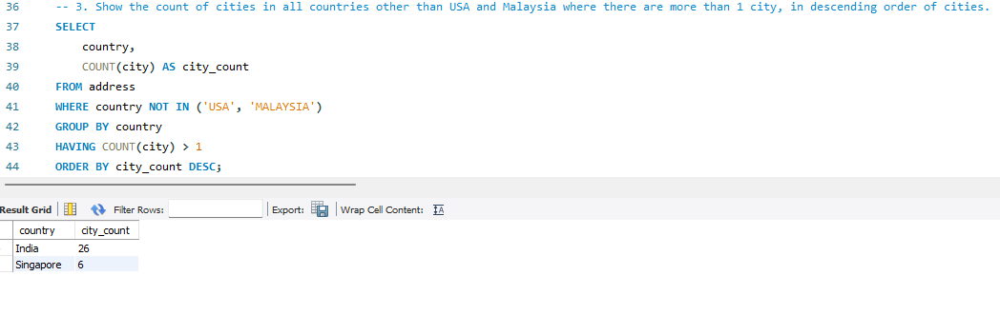 36 -- 3. Show the count of cities in all countries other than USA and Malaysia where there are more than 1 city, in descending order of cities.
37 SELECT
38 country,
39 COUNT(city) AS city_count
40 FROM address
41 WHERE country NOT IN ('USA', 'MALAYSIA')
42 GROUP BY country
43 HAVING COUNT(city) > 1
44 ORDER BY city_count DESC;
Result Grid Filter Rows: Export: Wrap Cell Content: IA
country city_count
India 26
Singapore 6